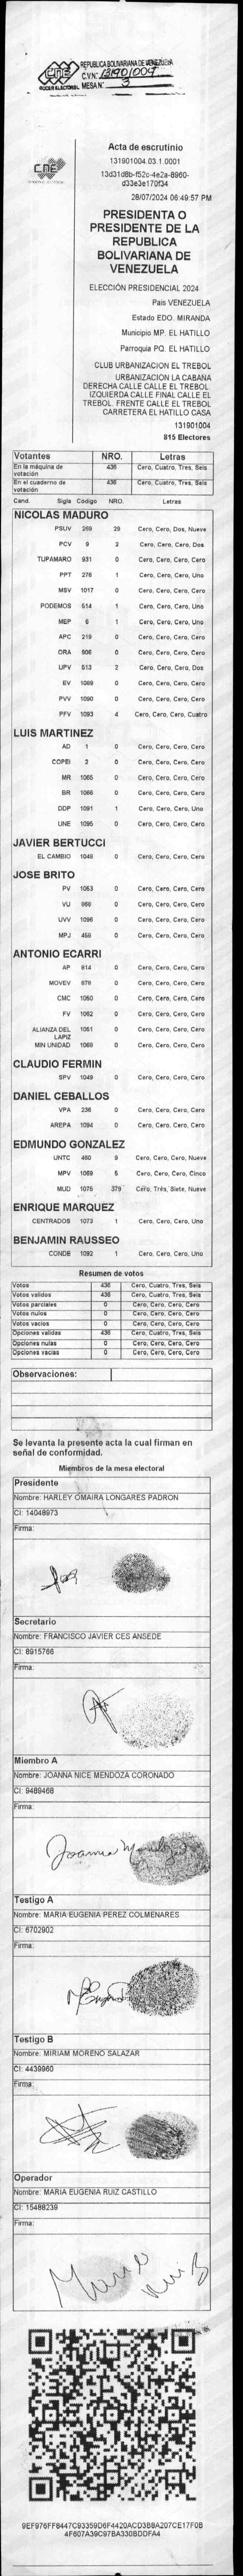 CNE
PODER ELECTORAL
REPUBLICA BOLIVARIANA DE VENEZUELA
C.V.Nº 131901004
MESA Nº 3
CNE
Acta de escrutinio
131901004.03.1.0001
13d31d8b-f52c-4e2a-8960-
d33e3e170f34
28/07/2024 06:49:57 PM
PRESIDENTA O
PRESIDENTE DE LA
REPUBLICA
BOLIVARIANA DE
VENEZUELA
ELECCIÓN PRESIDENCIAL 2024
Pais VENEZUELA
Estado EDO. MIRANDA
Municipio MP. EL HATILLO
Parroquia PQ. EL HATILLO
CLUB URBANIZACION EL TREBOL
URBANIZACION LA CABAÑA
DERECHA CALLE CALLE EL TREBOL.
IZQUIERDA CALLE FINAL CALLE EL
TREBOL. FRENTE CALLE EL TREBOL
CARRETERA EL HATILLO CASA
131901004
815 Electores
Votantes NRO. Letras
En la máquina de votación 436 Cero, Cuatro, Tres, Seis
En el cuaderno de votación 436 Cero, Cuatro, Tres, Seis
Cand. Sigla Código NRO. Letras
NICOLAS MADURO
PSUV 269 29 Cero, Cero, Dos, Nueve
PCV 9 2 Cero, Cero, Cero, Dos
TUPAMARO 931 0 Cero, Cero, Cero, Cero
PPT 276 1 Cero, Cero, Cero, Uno
MSV 1017 0 Cero, Cero, Cero, Cero
PODEMOS 514 1 Cero, Cero, Cero, Uno
MEP 6 1 Cero, Cero, Cero, Uno
APC 219 0 Cero, Cero, Cero, Cero
ORA 906 0 Cero, Cero, Cero, Cero
UPV 513 2 Cero, Cero, Cero, Dos
EV 1089 0 Cero, Cero, Cero, Cero
PVV 1090 0 Cero, Cero, Cero, Cero
PFV 1093 4 Cero, Cero, Cero, Cuatro
LUIS MARTINEZ
AD 1 0 Cero, Cero, Cero, Cero
COPEI 2 0 Cero, Cero, Cero, Cero
MR 1065 0 Cero, Cero, Cero, Cero
BR 1066 0 Cero, Cero, Cero, Cero
DDP 1091 1 Cero, Cero, Cero, Uno
UNE 1095 0 Cero, Cero, Cero, Cero
JAVIER BERTUCCI
EL CAMBIO 1048 0 Cero, Cero, Cero, Cero
JOSE BRITO
PV 1053 0 Cero, Cero, Cero, Cero
VU 868 0 Cero, Cero, Cero, Cero
UVV 1096 0 Cero, Cero, Cero, Cero
MPJ 458 0 Cero, Cero, Cero, Cero
ANTONIO ECARRI
AP 814 0 Cero, Cero, Cero, Cero
MOVEV 878 0 Cero, Cero, Cero, Cero
CMC 1050 0 Cero, Cero, Cero, Cero
FV 1062 0 Cero, Cero, Cero, Cero
ALIANZA DEL LAPIZ 1051 0 Cero, Cero, Cero, Cero
MIN UNIDAD 1068 0 Cero, Cero, Cero, Cero
CLAUDIO FERMIN
SPV 1049 0 Cero, Cero, Cero, Cero
DANIEL CEBALLOS
VPA 236 0 Cero, Cero, Cero, Cero
AREPA 1094 0 Cero, Cero, Cero, Cero
EDMUNDO GONZALEZ
UNTC 460 9 Cero, Cero, Cero, Nueve
MPV 1069 5 Cero, Cero, Cero, Cinco
MUD 1075 379 Cero, Tres, Siete, Nueve
ENRIQUE MARQUEZ
CENTRADOS 1073 1 Cero, Cero, Cero, Uno
BENJAMIN RAUSSEO
CONDE 1092 1 Cero, Cero, Cero, Uno
Resumen de votos
Votos 436 Cero, Cuatro, Tres, Seis
Votos validos 436 Cero, Cuatro, Tres, Seis
Votos parciales 0 Cero, Cero, Cero, Cero
Votos nulos 0 Cero, Cero, Cero, Cero
Votos vacios 0 Cero, Cero, Cero, Cero
Opciones validas 436 Cero, Cuatro, Tres, Seis
Opciones nulas 0 Cero, Cero, Cero, Cero
Opciones vacias 0 Cero, Cero, Cero, Cero
Observaciones:
Se levanta la presente acta la cual firman en
señal de conformidad.
Miembros de la mesa electoral
Presidente
Nombre: HARLEY OMAIRA LONGARES PADRON
CI: 14048973
Firma:
Secretario
Nombre: FRANCISCO JAVIER CES ANSEDE
CI: 8915766
Firma:
Miembro A
Nombre: JOANNA NICE MENDOZA CORONADO
CI: 9489468
Firma:
Joanna
Testigo A
Nombre: MARIA EUGENIA PEREZ COLMENARES
CI: 6702902
Firma:
Testigo B
Nombre: MIRIAM MORENO SALAZAR
CI: 4439960
Firma:
Operador
Nombre: MARIA EUGENIA RUIZ CASTILLO
CI: 15488239
Firma:
9EF976FF8447C93359D6F4420ACD3B8A207CE17F0B
4F607A39C97BA330BDDFA4